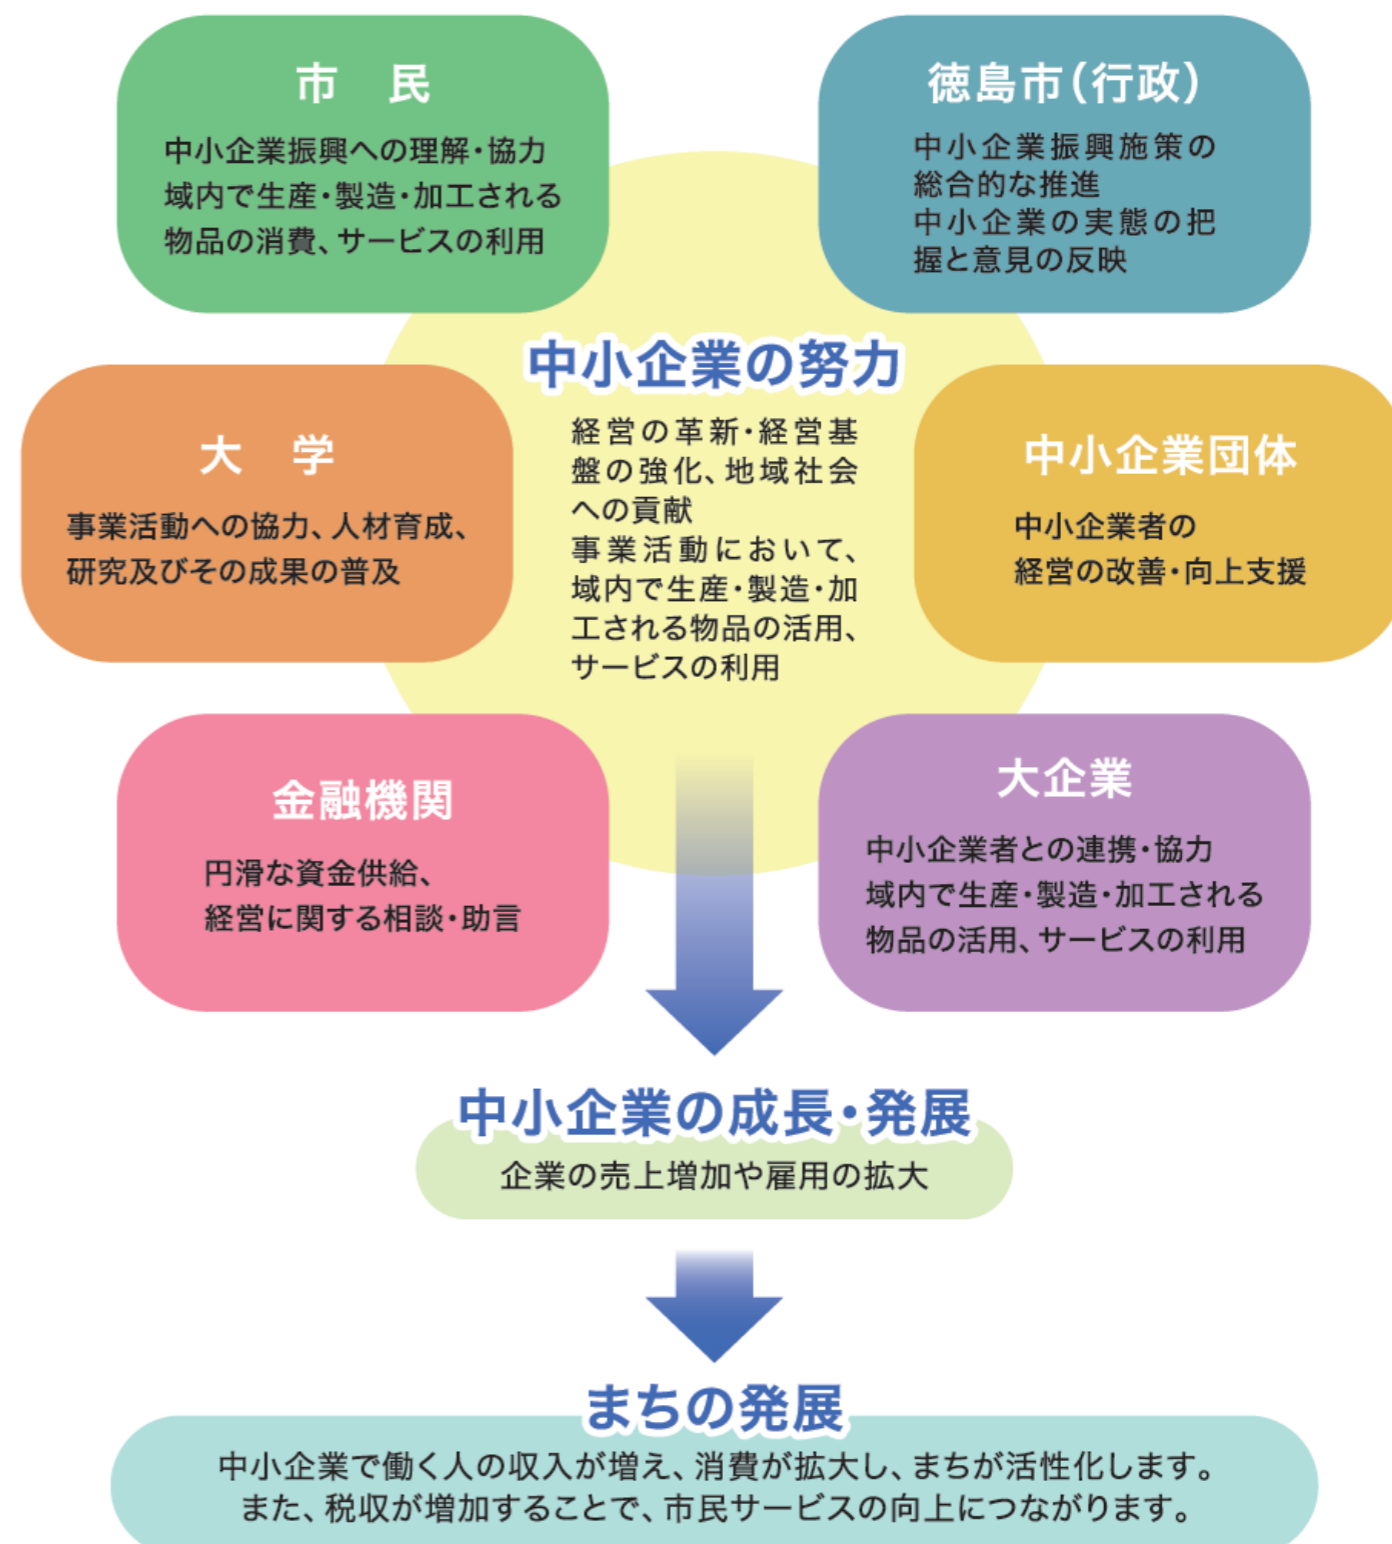 市　民
中小企業振興への理解・協力
域内で生産・製造・加工される
物品の消費、サービスの利用
徳島市（行政）
中小企業振興施策の
総合的な推進
中小企業の実態の把
握と意見の反映
中小企業の努力
経営の革新・経営基
盤の強化、地域社会
への貢献
事業活動において、
域内で生産・製造・加
工される物品の活用、
サービスの利用
大　学
事業活動への協力、人材育成、
研究及びその成果の普及
中小企業団体
中小企業者の
経営の改善・向上支援
金融機関
円滑な資金供給、
経営に関する相談・助言
大企業
中小企業者との連携・協力
域内で生産・製造・加工される
物品の活用、サービスの利用
中小企業の成長・発展
企業の売上増加や雇用の拡大
まちの発展
中小企業で働く人の収入が増え、消費が拡大し、まちが活性化します。
また、税収が増加することで、市民サービスの向上につながります。